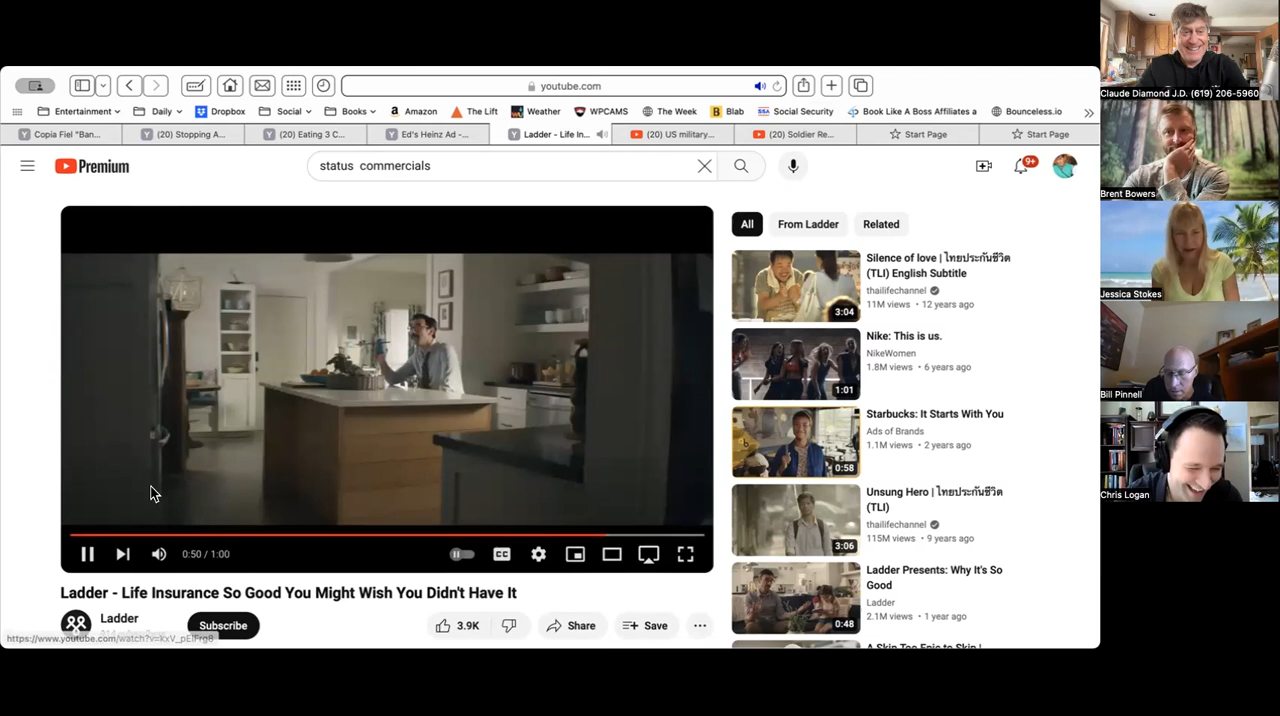 youtube.com
Entertainment
Daily
Dropbox
Social
Books
Amazon
The Lift
Weather
WPCAMS
The Week
Blab
SSA Social Security
Book Like A Boss Affiliates a
Bounceless.io
Copia Fiel "Ban...
(20) Stopping A...
(20) Eating 3 C...
Ed's Heinz Ad -...
Ladder - Life In...
(20) US military...
(20) Soldier Re...
Start Page
Start Page
Premium
status commercials
9+
All
From Ladder
Related
Silence of love | ไทยประกันชีวิต
(TLI) English Subtitle
thailifechannel
11M views • 12 years ago
3:04
Nike: This is us.
NikeWomen
1.8M views • 6 years ago
1:01
Starbucks: It Starts With You
Ads of Brands
1.1M views • 2 years ago
0:58
Unsung Hero | ไทยประกันชีวิต
(TLI)
thailifechannel
115M views • 9 years ago
3:06
Ladder Presents: Why It's So
Good
Ladder
2.1M views • 1 year ago
0:48
0:50 / 1:00
CC
Ladder - Life Insurance So Good You Might Wish You Didn't Have It
Ladder
Subscribe
3.9K
Share
Save
Claude Diamond J.D. (619) 206-5960
Brent Bowers
Jessica Stokes
Bill Pinnell
Chris Logan